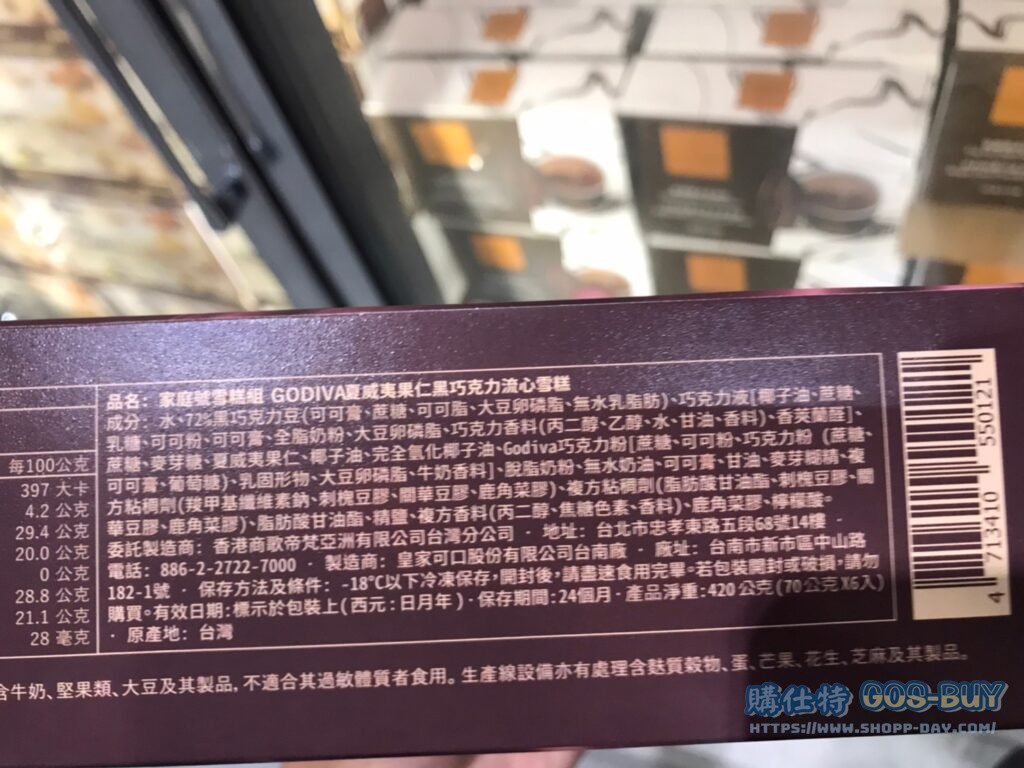 品名: 家庭號雪糕組 GODIVA夏威夷果仁黑巧克力流心雪糕
成分: 水、72%黑巧克力豆(可可膏、蔗糖、可可脂、大豆卵磷脂、無水乳脂肪)、巧克力液[椰子油、蔗糖、
乳糖、可可粉、可可膏、全脂奶粉、大豆卵磷脂、巧克力香料(丙二醇、乙醇、水、甘油、香料)、香莢蘭醛]、
蔗糖、麥芽糖、夏威夷果仁、椰子油、完全氫化椰子油、Godiva巧克力粉[蔗糖、可可粉、巧克力粉 (蔗糖、
可可膏、葡萄糖)、乳固形物、大豆卵磷脂、牛奶香料]、脫脂奶粉、無水奶油、可可膏、甘油、麥芽糊精、複
方粘稠劑(羧甲基纖維素鈉、刺槐豆膠、關華豆膠、鹿角菜膠)、複方粘稠劑(脂肪酸甘油酯、刺槐豆膠、關
華豆膠、鹿角菜膠)、脂肪酸甘油酯、精鹽、複方香料(丙二醇、焦糖色素、香料)、鹿角菜膠、檸檬酸。
委託製造商: 香港商歌帝梵亞洲有限公司台灣分公司 · 地址: 台北市忠孝東路五段68號14樓 ·
電話: 886-2-2722-7000 · 製造商: 皇家可口股份有限公司台南廠 · 廠址: 台南市新市區中山路
182-1號 · 保存方法及條件: -18°C以下冷凍保存,開封後,請盡速食用完畢。若包裝開封或破損,請勿
購買。有效日期:標示於包裝上(西元:日月年)·保存期間:24個月·產品淨重:420 公克(70公克X6入)
· 原產地: 台灣
每100公克
397 大卡
4.2 公克
29.4 公克
20.0 公克
0 公克
28.8 公克
21.1 公克
28 毫克
含牛奶、堅果類、大豆及其製品,不適合其過敏體質者食用。生產線設備亦有處理含麩質穀物、蛋、芒果、花生、芝麻及其製品。
4 713410 550121
購仕特 GOS-BUY
HTTPS://WWW.SHOPP-DAY.COM/